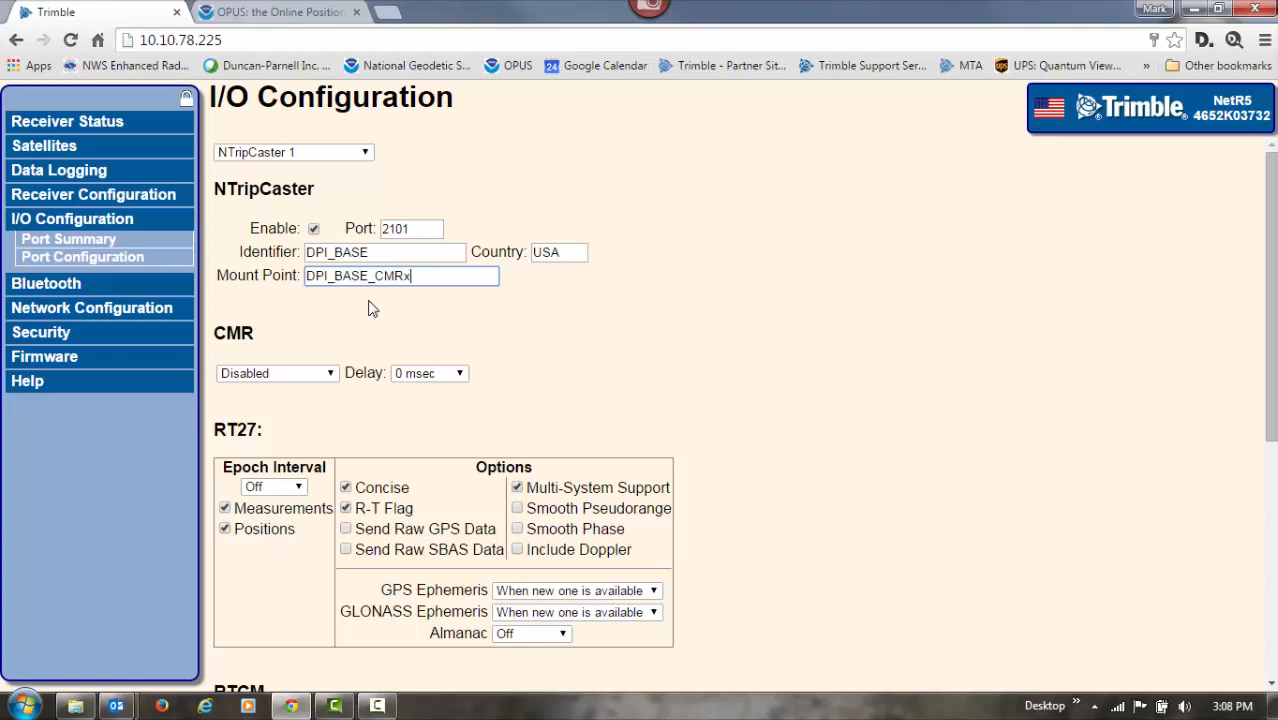 Trimble
OPUS: the Online Position
Mark
10.10.78.225
Apps
NWS Enhanced Rad...
Duncan-Parnell Inc. ...
National Geodetic S...
OPUS
24
Google Calendar
Trimble - Partner Sit...
Trimble Support Ser...
MTA
UPS: Quantum View...
»
Other bookmarks
Receiver Status
Satellites
Data Logging
Receiver Configuration
I/O Configuration
Port Summary
Port Configuration
Bluetooth
Network Configuration
Security
Firmware
Help
I/O Configuration
Trimble.
NetR5
4652K03732
NTripCaster 1
NTripCaster
Enable: Port: 2101
Identifier: DPI_BASE Country: USA
Mount Point: DPI_BASE_CMRx
CMR
Disabled Delay: 0 msec
RT27:
Epoch Interval
Off
Measurements
Positions
Options
Concise
Multi-System Support
R-T Flag
Smooth Pseudorange
Send Raw GPS Data
Smooth Phase
Send Raw SBAS Data
Include Doppler
GPS Ephemeris When new one is available
GLONASS Ephemeris When new one is available
Almanac Off
RTCM
Desktop »
3:08 PM